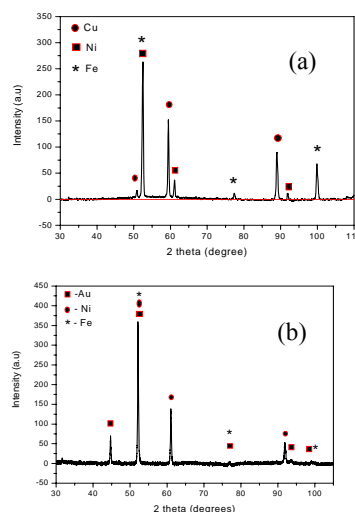 350
300
250
200
150
100
50
0
Intensity (a.u)
Cu
Ni
* Fe
*
*
*
(a)
30 40 50 60 70 80 90 100 110
2 theta (degree)
450
400
350
300
250
200
150
100
50
0
-50
Intensity (a.u)
-Au
- Ni
* - Fe
*
*
*
(b)
30 40 50 60 70 80 90 100
2 theta (degrees)